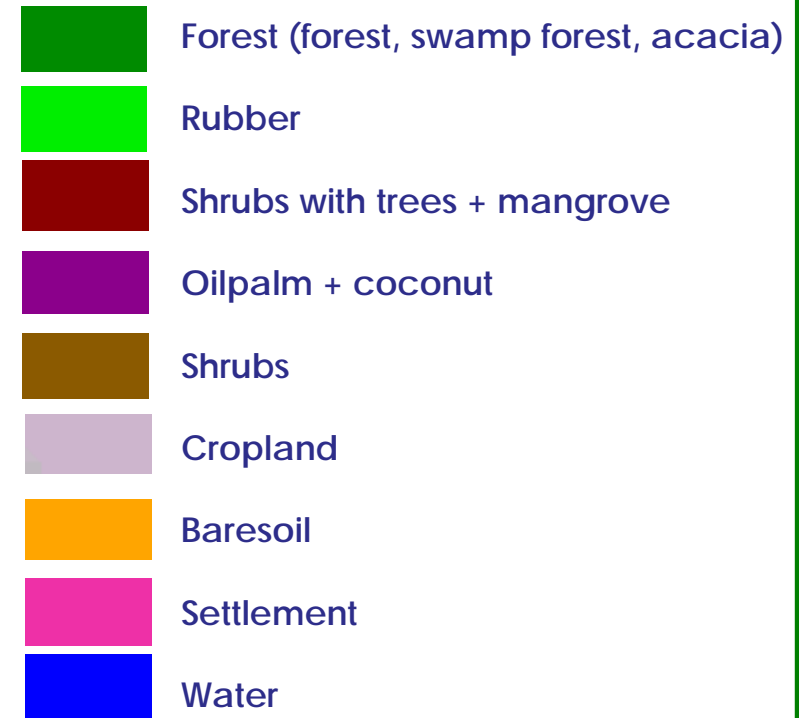 Forest (forest, swamp forest, acacia)
Rubber
Shrubs with trees + mangrove
Oilpalm + coconut
Shrubs
Cropland
Baresoil
Settlement
Water